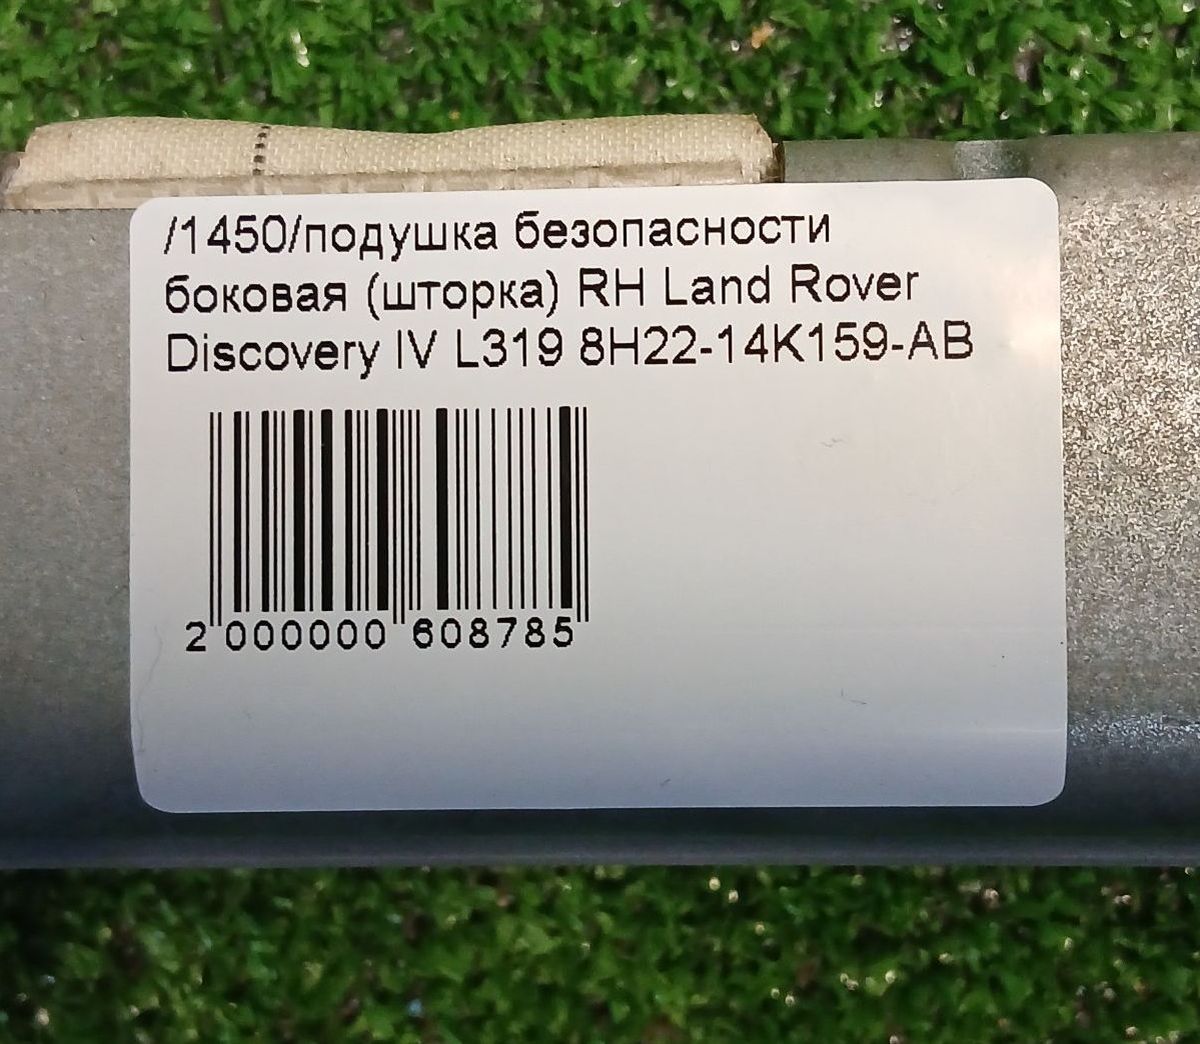 /1450/подушка безопасности
боковая (шторка) RH Land Rover
Discovery IV L319 8H22-14K159-AB
2 000000 608785